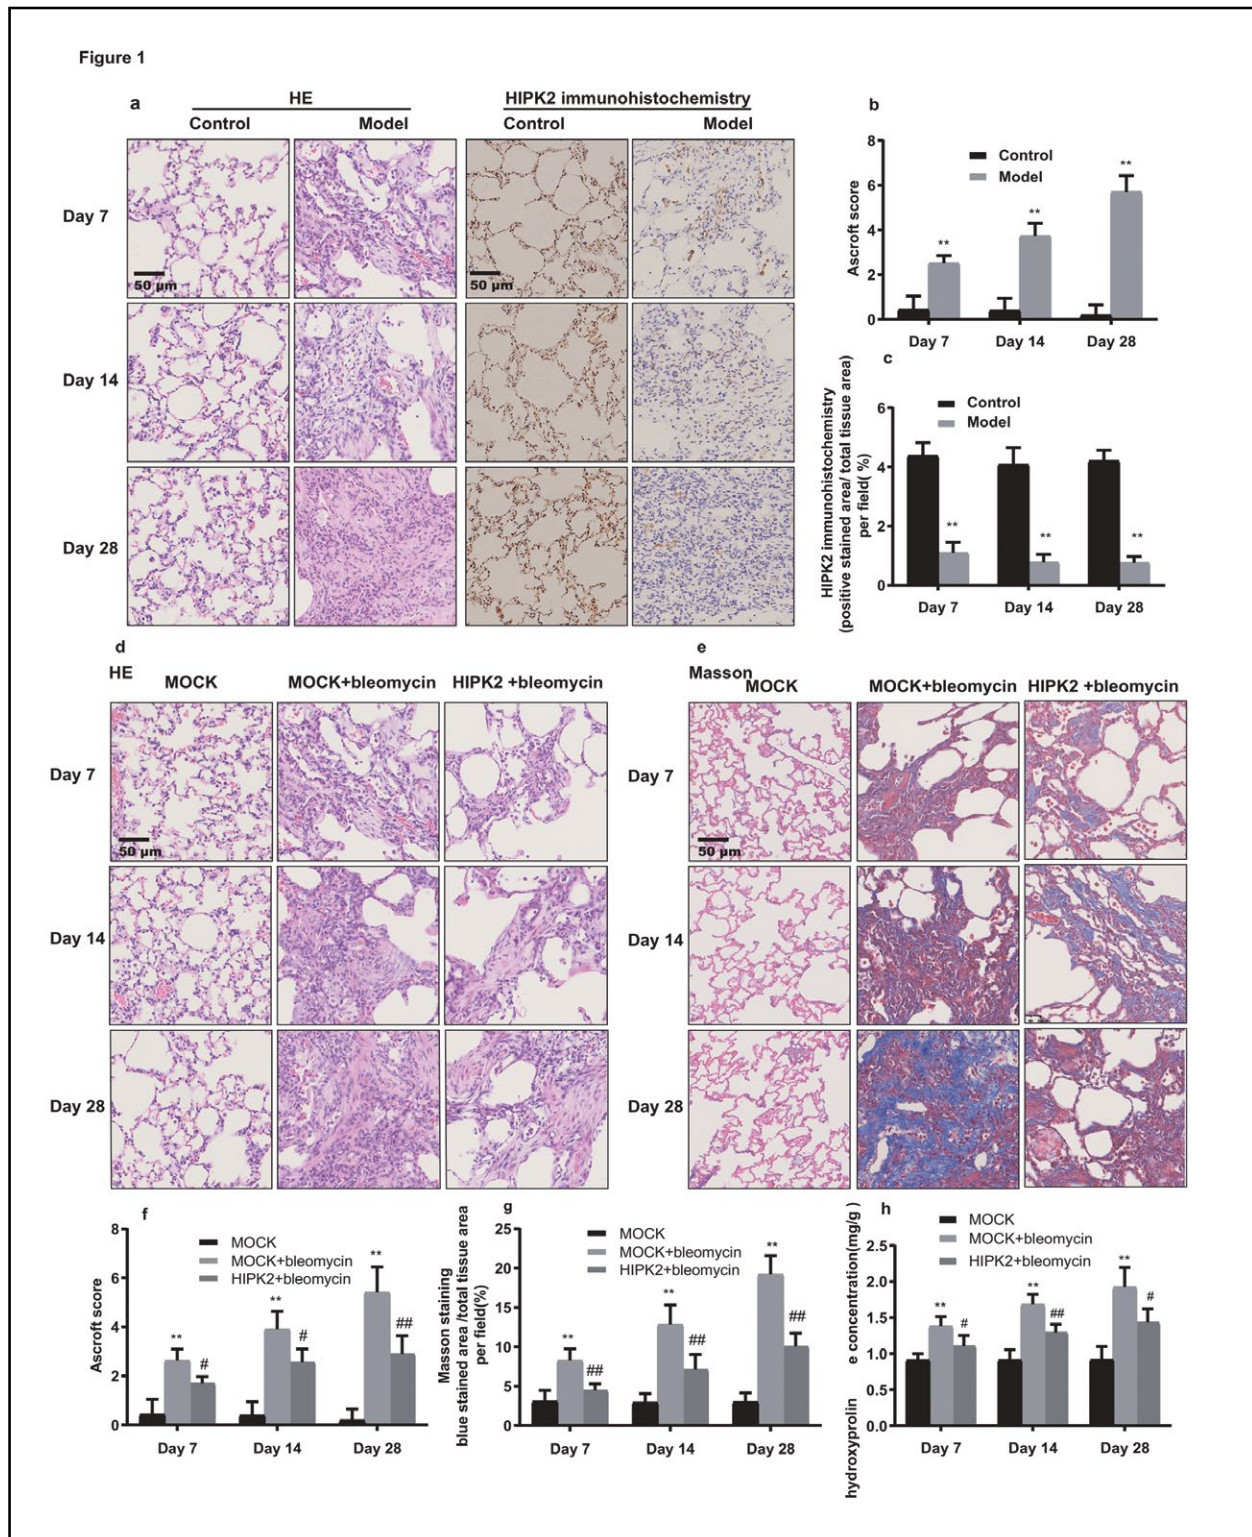 Figure 1
a
HE
HIPK2 immunohistochemistry
Control
Model
Control
Model
Day 7
50 µm
50 µm
Day 14
Day 28
b
Ascroft score
8
6
4
2
0
Control
Model
**
**
**
Day 7
Day 14
Day 28
c
HIPK2 immunohistochemistry
(positive stained area/ total tissue area)
per field( %)
6
4
2
0
Control
Model
**
**
**
Day 7
Day 14
Day 28
d
HE
MOCK
MOCK+bleomycin
HIPK2 +bleomycin
Day 7
50 µm
Day 14
Day 28
e
Masson
MOCK
MOCK+bleomycin
HIPK2 +bleomycin
Day 7
50 µm
Day 14
Day 28
f
Ascroft score
8
6
4
2
0
MOCK
MOCK+bleomycin
HIPK2+bleomycin
**
#
**
#
**
##
Day 7
Day 14
Day 28
g
Masson staining
blue stained area /total tissue area
per field(%)
25
20
15
10
5
0
MOCK
MOCK+bleomycin
HIPK2+bleomycin
**
##
**
##
**
##
Day 7
Day 14
Day 28
h
hydroxyprolin e concentration(mg/g )
2.5
2.0
1.5
1.0
0.5
0.0
MOCK
MOCK+bleomycin
HIPK2+bleomycin
**
#
**
##
**
#
Day 7
Day 14
Day 28